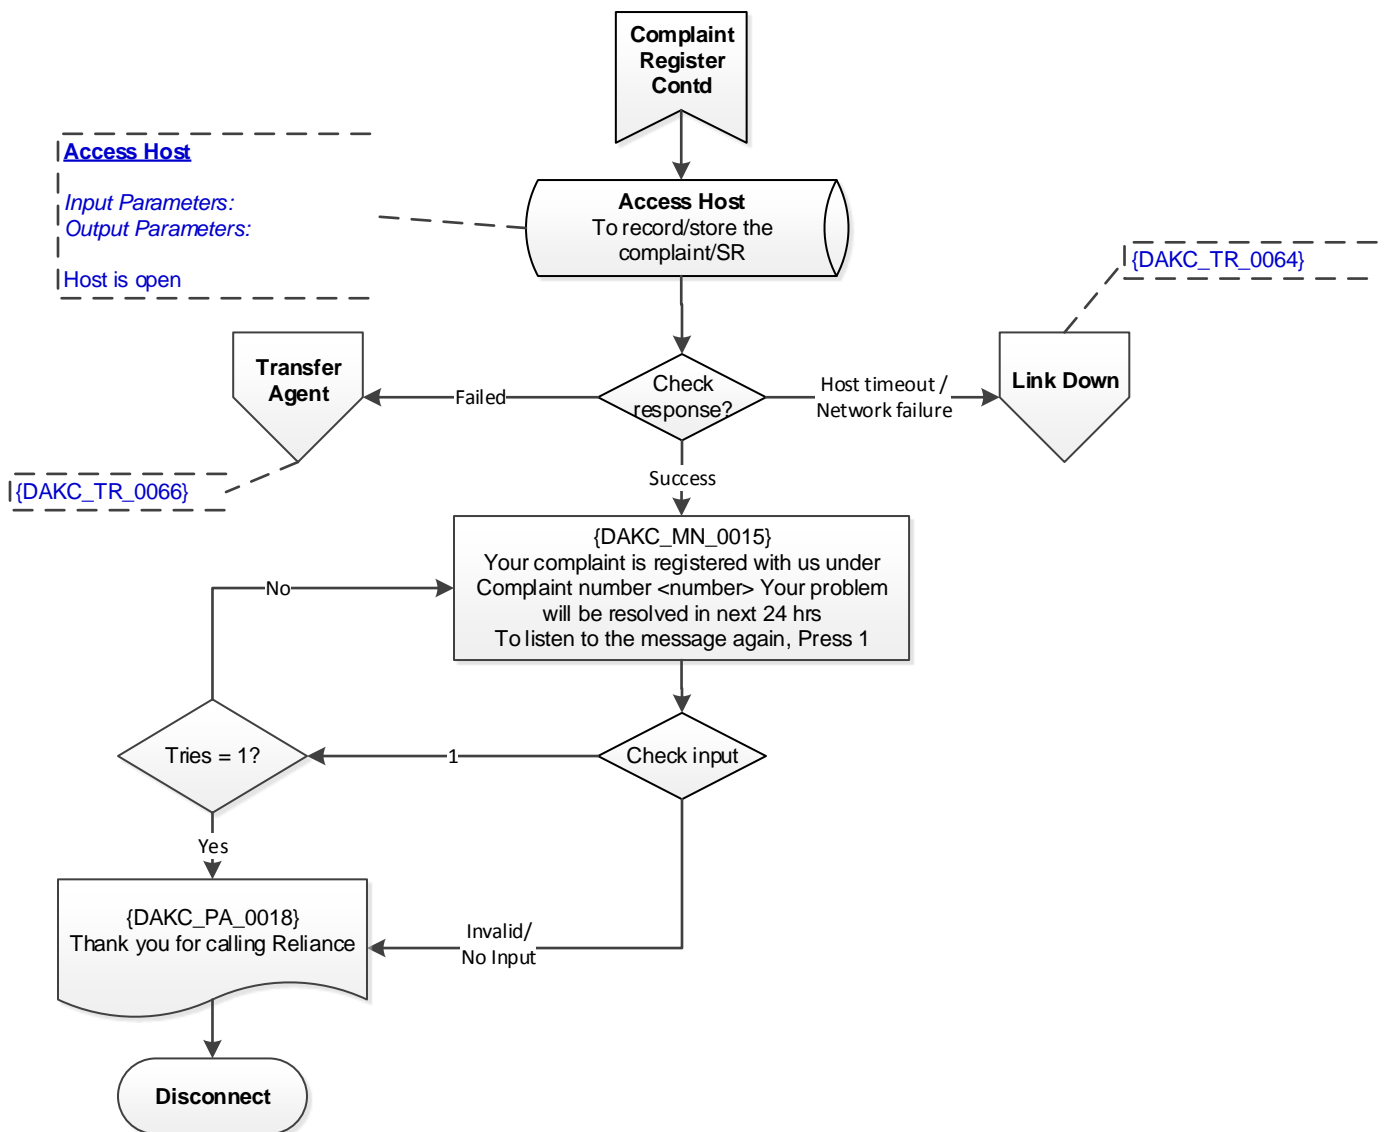 Complaint
Register
Contd
Access Host
Input Parameters:
Output Parameters:
Host is open
Access Host
To record/store the
complaint/SR
{DAKC_TR_0064}
Transfer
Agent
Failed
Check
response?
Host timeout /
Network failure
Link Down
{DAKC_TR_0066}
Success
{DAKC_MN_0015}
Your complaint is registered with us under
Complaint number <number> Your problem
will be resolved in next 24 hrs
To listen to the message again, Press 1
No
Tries = 1?
1
Check input
Yes
{DAKC_PA_0018}
Thank you for calling Reliance
Invalid/
No Input
Disconnect